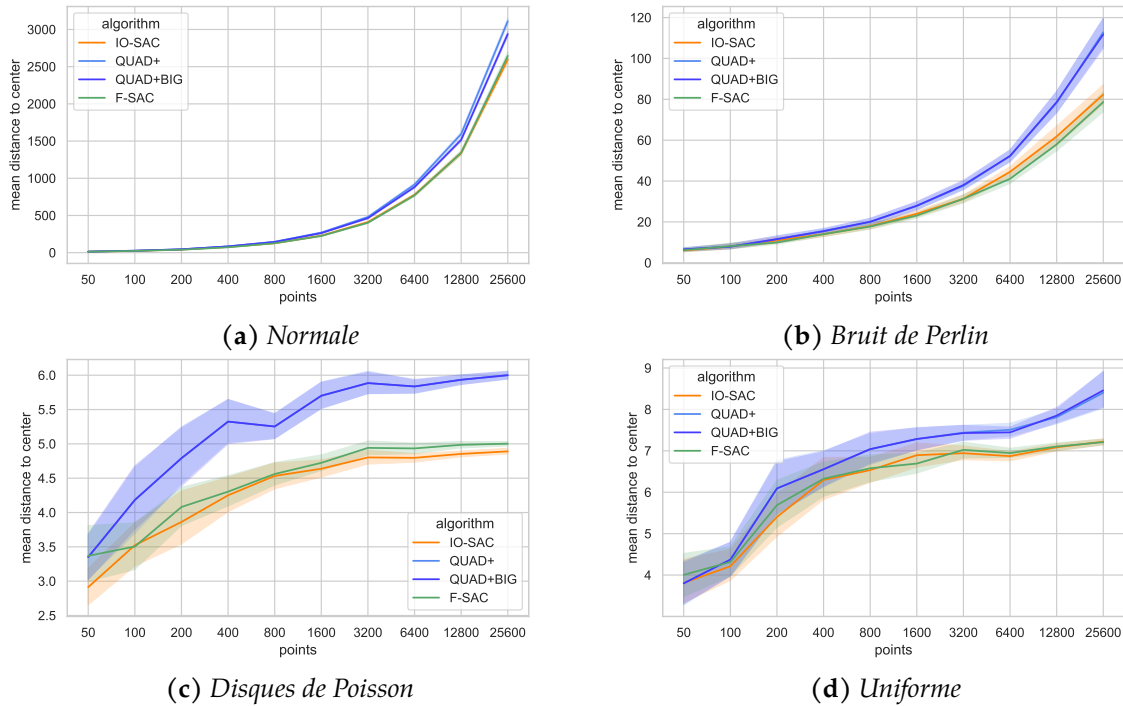 algorithm
IO-SAC
QUAD+
QUAD+BIG
F-SAC
mean distance to center
3000
2500
2000
1500
1000
500
0
50 100 200 400 800 1600 3200 6400 12800 25600
points
(a) Normale
algorithm
IO-SAC
QUAD+
QUAD+BIG
F-SAC
mean distance to center
120
100
80
60
40
20
0
50 100 200 400 800 1600 3200 6400 12800 25600
points
(b) Bruit de Perlin
mean distance to center
6.0
5.5
5.0
4.5
4.0
3.5
3.0
2.5
algorithm
IO-SAC
QUAD+
QUAD+BIG
F-SAC
50 100 200 400 800 1600 3200 6400 12800 25600
points
(c) Disques de Poisson
algorithm
IO-SAC
QUAD+
QUAD+BIG
F-SAC
mean distance to center
9
8
7
6
5
4
50 100 200 400 800 1600 3200 6400 12800 25600
points
(d) Uniforme